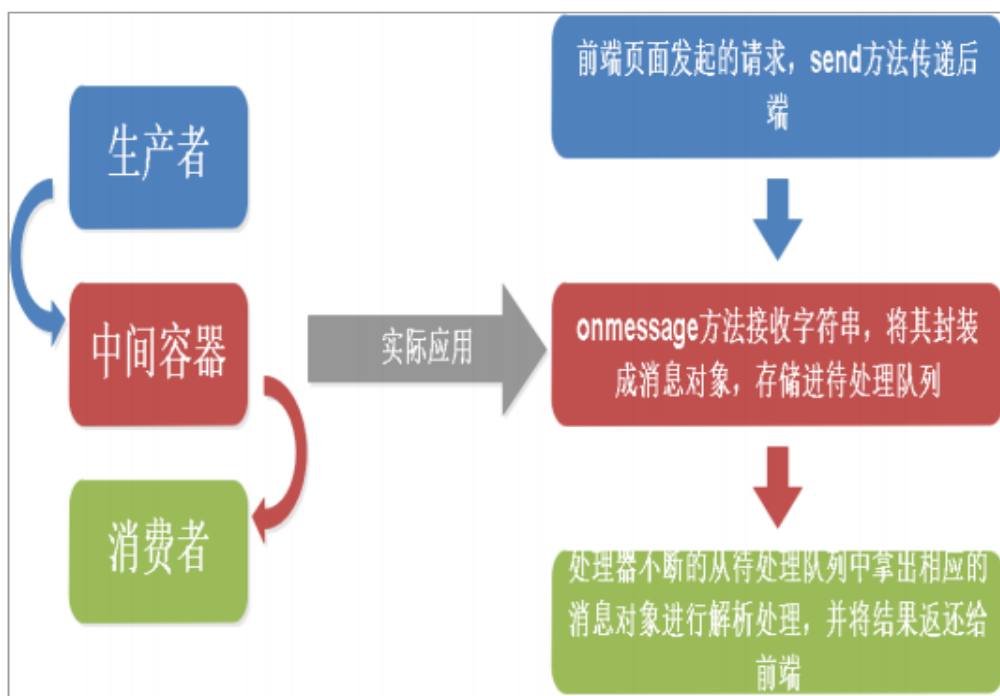 生产者
中间容器
消费者
实际应用
前端页面发起的请求，send方法传递后
端
onmessage方法接收字符串，将其封装
成消息对象，存储进待处理队列
处理器不断的从待处理队列中拿出相应的
消息对象进行解析处理，并将结果返还给
前端